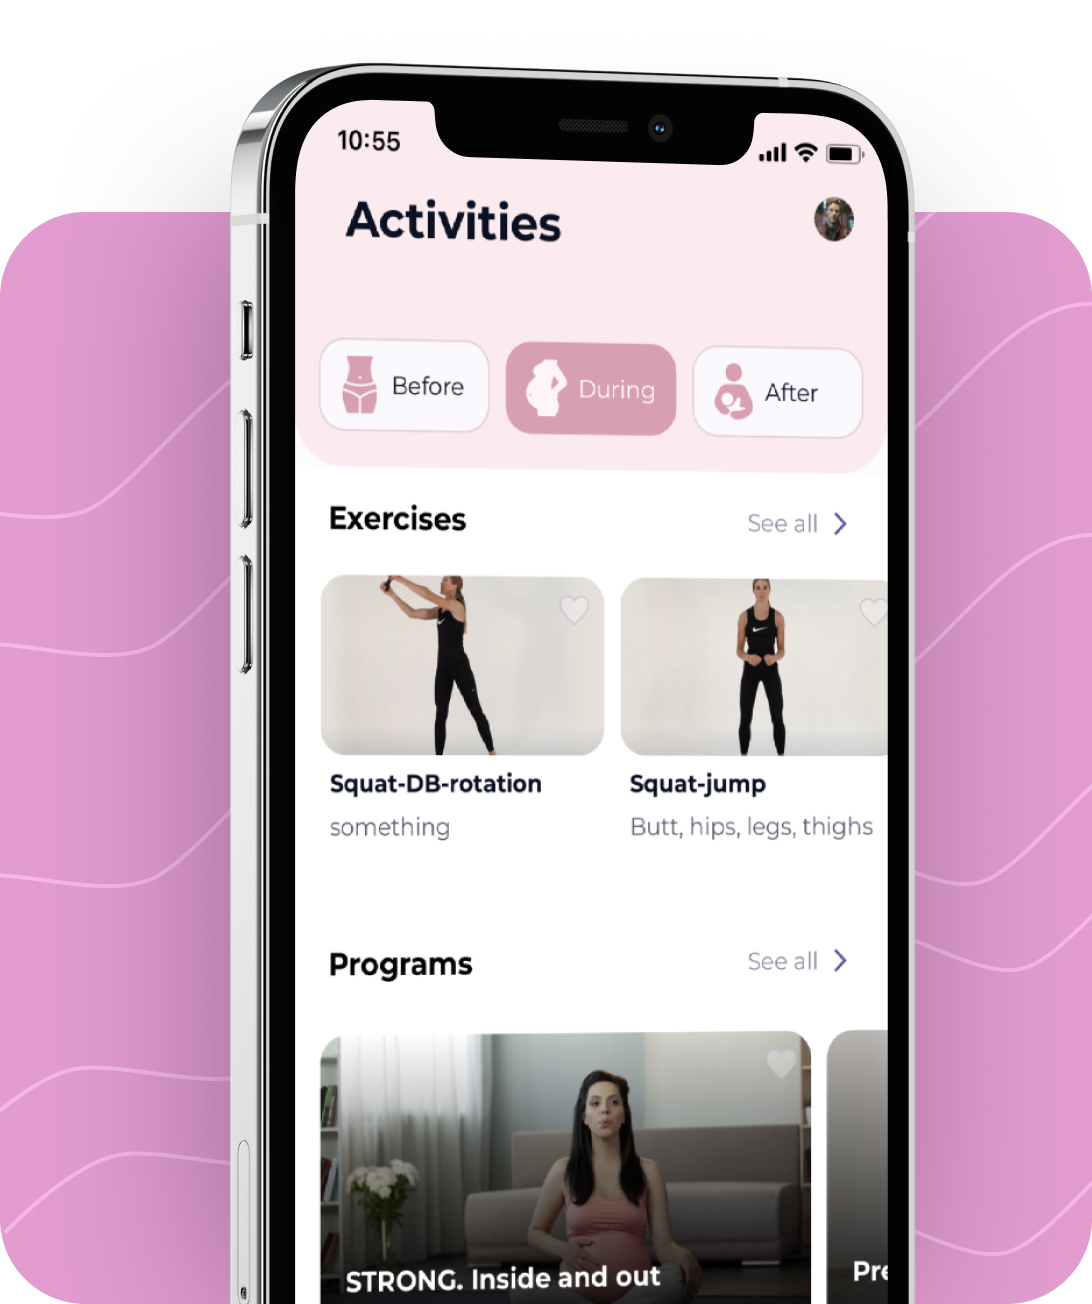 10:55
Activities
Before
During
After
Exercises
See all
Squat-DB-rotation
something
Squat-jump
Butt, hips, legs, thighs
Programs
See all
STRONG. Inside and out
Pre